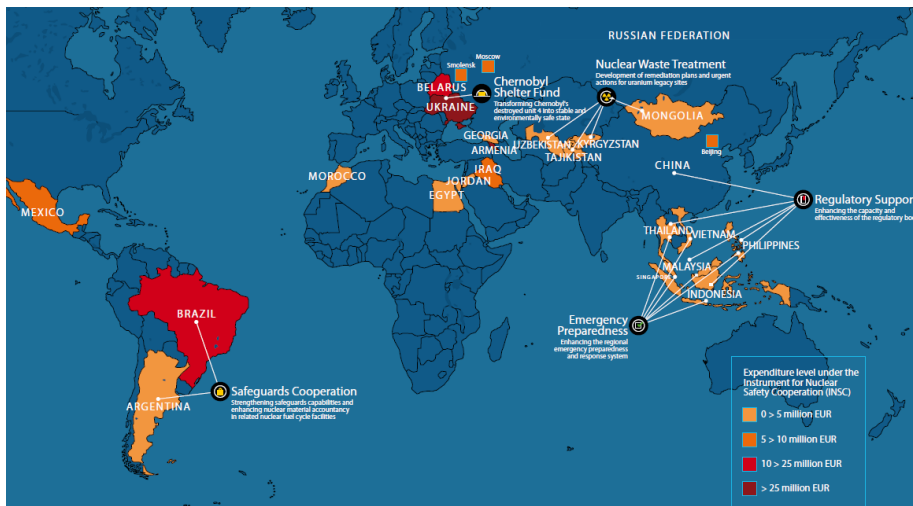 RUSSIAN FEDERATION
Moscow
Smolensk
Nuclear Waste Treatment
Development of remediation plans and urgent
actions for uranium legacy sites
BELARUS
Chernobyl
Shelter Fund
Transforming Chernobyl's
destroyed unit 4 into stable and
environmentally safe state
UKRAINE
MONGOLIA
GEORGIA
ARMENIA
UZBEKISTAN
KYRGYZSTAN
TAJIKISTAN
Beijing
CHINA
IRAQ
JORDAN
EGYPT
MOROCCO
MEXICO
Regulatory Support
Enhancing the capacity and
effectiveness of the regulatory bo
THAILAND
VIETNAM
PHILIPPINES
MALAYSIA
SINGAPORE
INDONESIA
BRAZIL
Emergency
Preparedness
Enhancing the regional
emergency preparedness
and response system
Safeguards Cooperation
Strengthening safeguards capabilities and
enhancing nuclear material accountancy
in related nuclear fuel cycle facilities
ARGENTINA
Expenditure level under the
Instrument for Nuclear
Safety Cooperation (INSC)
0 > 5 million EUR
5 > 10 million EUR
10 > 25 million EUR
> 25 million EUR